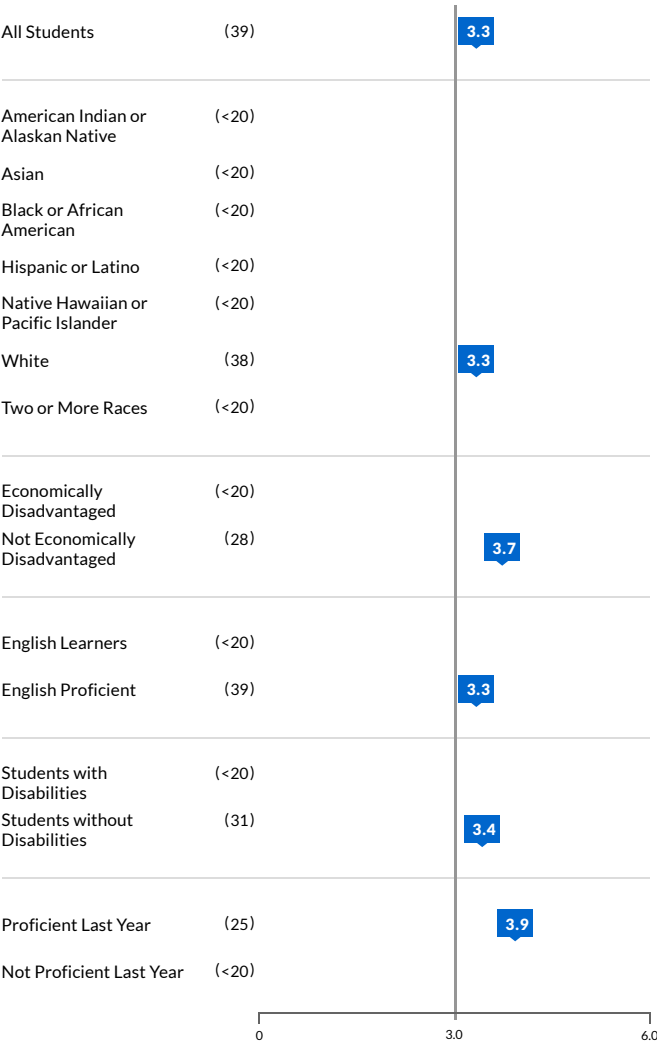 All Students (39) 3.3
American Indian or
Alaskan Native (<20)
Asian (<20)
Black or African
American (<20)
Hispanic or Latino (<20)
Native Hawaiian or
Pacific Islander (<20)
White (38) 3.3
Two or More Races (<20)
Economically
Disadvantaged (<20)
Not Economically
Disadvantaged (28) 3.7
English Learners (<20)
English Proficient (39) 3.3
Students with
Disabilities (<20)
Students without
Disabilities (31) 3.4
Proficient Last Year (25) 3.9
Not Proficient Last Year (<20)
0 3.0 6.0